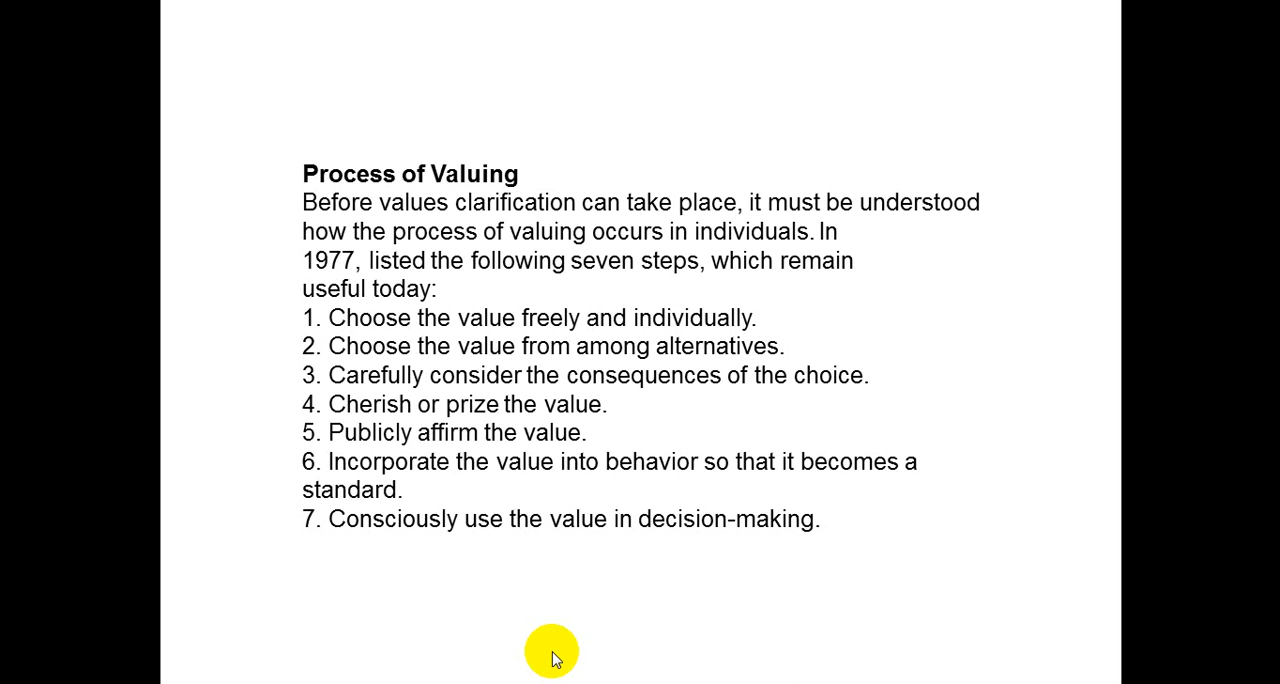 Process of Valuing
Before values clarification can take place, it must be understood
how the process of valuing occurs in individuals. In
1977, listed the following seven steps, which remain
useful today:
1. Choose the value freely and individually.
2. Choose the value from among alternatives.
3. Carefully consider the consequences of the choice.
4. Cherish or prize the value.
5. Publicly affirm the value.
6. Incorporate the value into behavior so that it becomes a
standard.
7. Consciously use the value in decision-making.